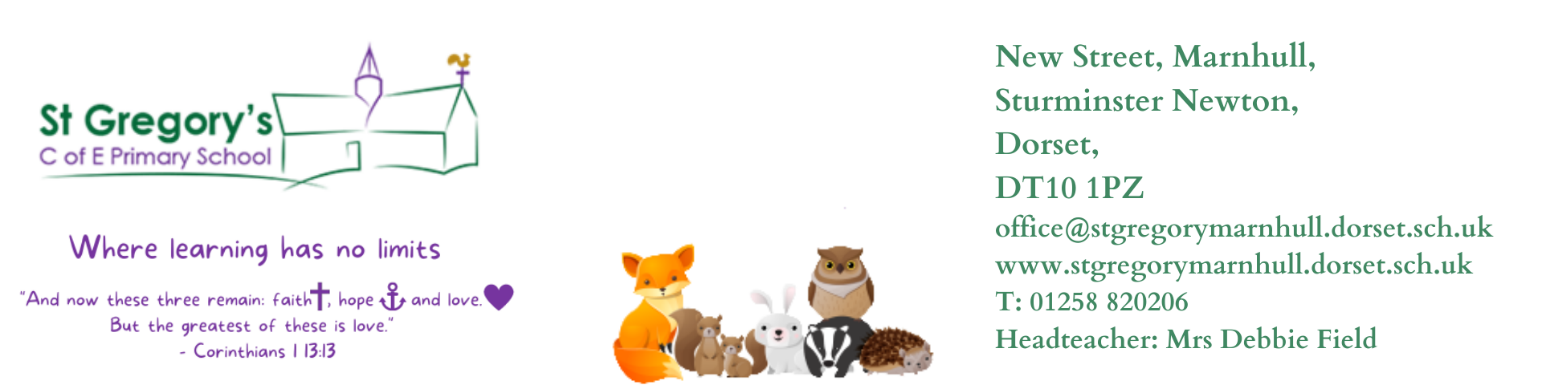 St Gregory's
C of E Primary School
Where learning has no limits
"And now these three remain: faith, hope and love.
But the greatest of these is love."
- Corinthians 1 13:13
New Street, Marnhull,
Sturminster Newton,
Dorset,
DT10 1PZ
office@stgregorymarnhull.dorset.sch.uk
www.stgregorymarnhull.dorset.sch.uk
T: 01258 820206
Headteacher: Mrs Debbie Field